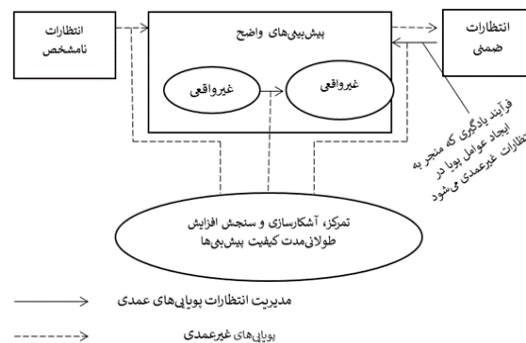 انتظارات
نامشخص
پیش‌بینی‌های واضح
انتظارات
ضمنی
غیرواقعی
غیرواقعی
فرآیند یادگیری که منجر به
ایجاد عوامل پویا در
نتظارات غیرعمدی می‌شود
تمرکز، آشکارسازی و سنجش افزایش
طولانی‌مدت کیفیت پیش‌بینی‌ها
مدیریت انتظارات پویایی‌های عمدی
پویایی‌های غیرعمدی